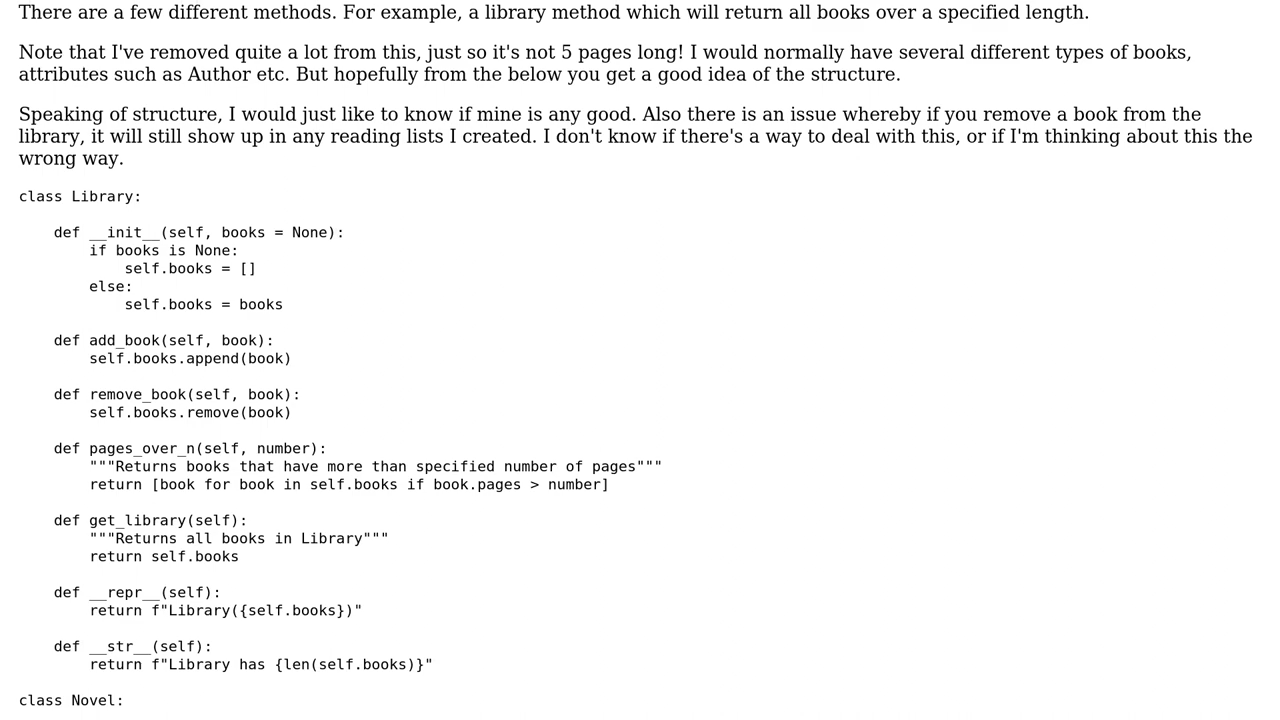 There are a few different methods. For example, a library method which will return all books over a specified length.
Note that I've removed quite a lot from this, just so it's not 5 pages long! I would normally have several different types of books,
attributes such as Author etc. But hopefully from the below you get a good idea of the structure.
Speaking of structure, I would just like to know if mine is any good. Also there is an issue whereby if you remove a book from the
library, it will still show up in any reading lists I created. I don't know if there's a way to deal with this, or if I'm thinking about this the
wrong way.
class Library:
    def __init__(self, books = None):
        if books is None:
            self.books = []
        else:
            self.books = books
    def add_book(self, book):
        self.books.append(book)
    def remove_book(self, book):
        self.books.remove(book)
    def pages_over_n(self, number):
        """Returns books that have more than specified number of pages"""
        return [book for book in self.books if book.pages > number]
    def get_library(self):
        """Returns all books in Library"""
        return self.books
    def __repr__(self):
        return f"Library({self.books})"
    def __str__(self):
        return f"Library has {len(self.books)}"
class Novel: